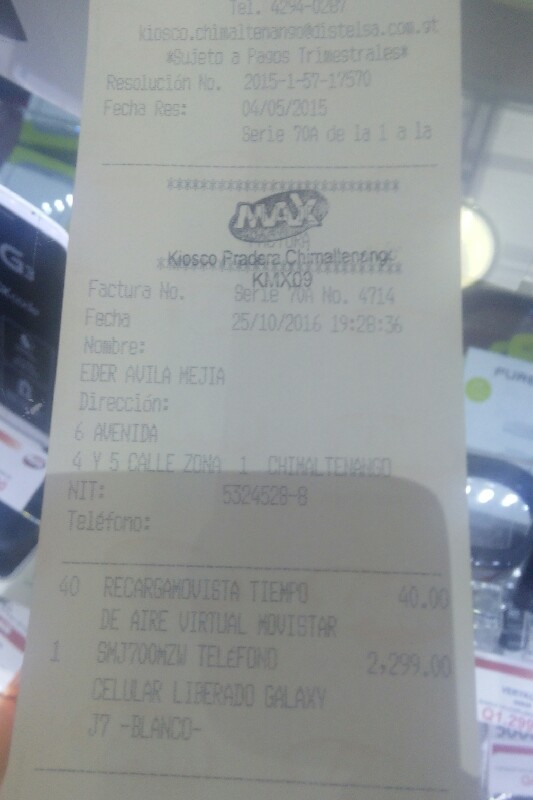 Tel. 4294-0287
kiosco.chimaltenango@distelsa.com.gt
*Sujeto a Pagos Trimestrales*
Resolución No. 2015-1-57-17570
Fecha Res: 04/05/2015
Serie 70A de la 1 a la
MAX
FACTURA
Kiosco Pradera Chimaltenango
KMX09
Factura No. Serie 70A No. 4714
Fecha 25/10/2016 19:28:36
Nombre:
EDER AVILA MEJIA
Dirección:
6 AVENIDA
4 Y 5 CALLE ZONA 1 CHIMALTENANGO
NIT: 5324528-8
Teléfono:
40 RECARGAMOVISTA TIEMPO 40.00
DE AIRE VIRTUAL MOVISTAR
1 SMJ700MZW TELéFONO 2,299.00
CELULAR LIBERADO GALAXY
J7 -BLANCO-
G3
PURE
Q1,299